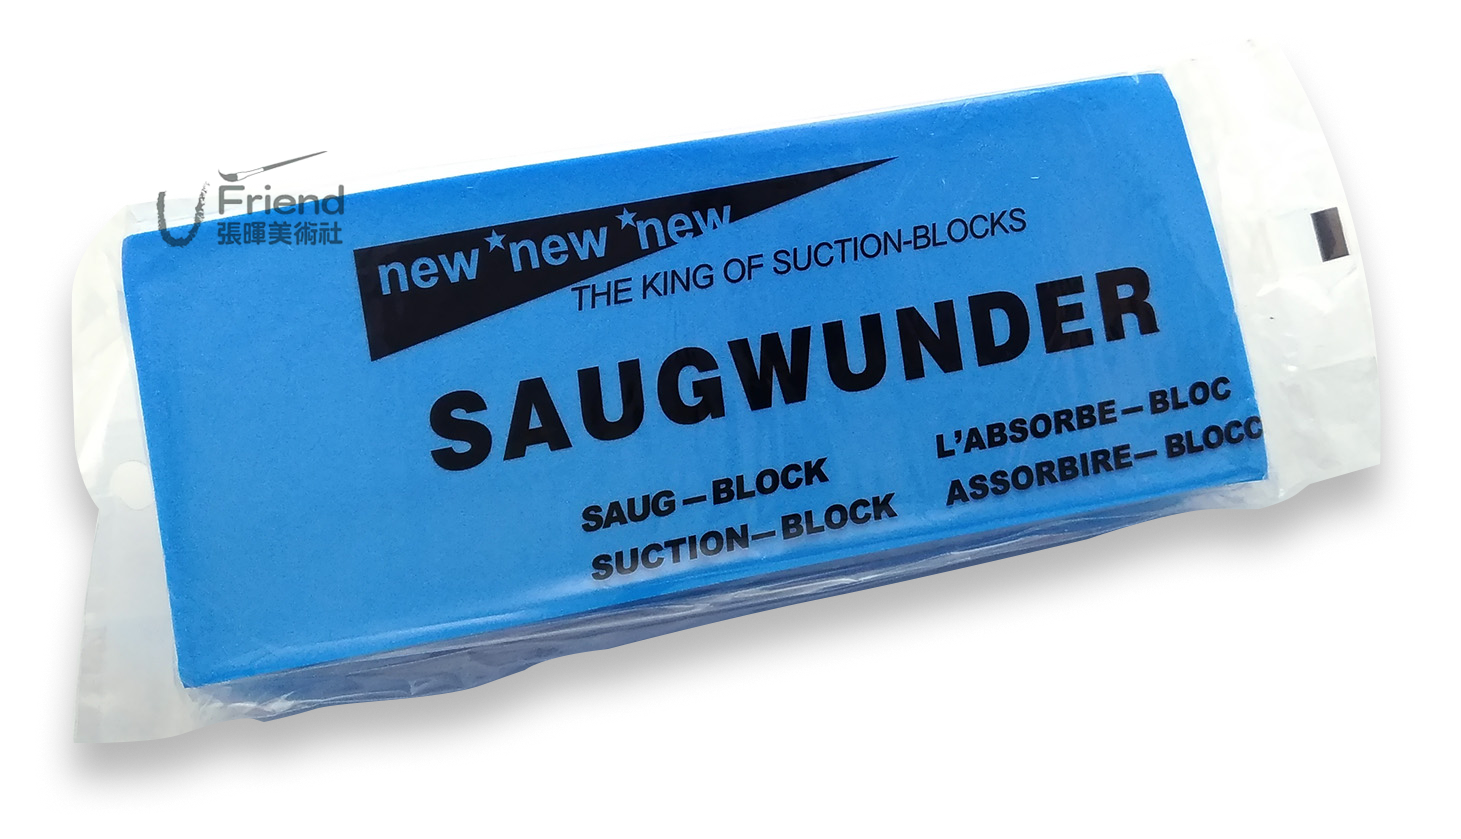 Friend
張暉美術社
new★new★new
THE KING OF SUCTION-BLOCKS
SAUGWUNDER
SAUG–BLOCK
SUCTION–BLOCK
L'ABSORBE–BLOC
ASSORBIRE–BLOCC